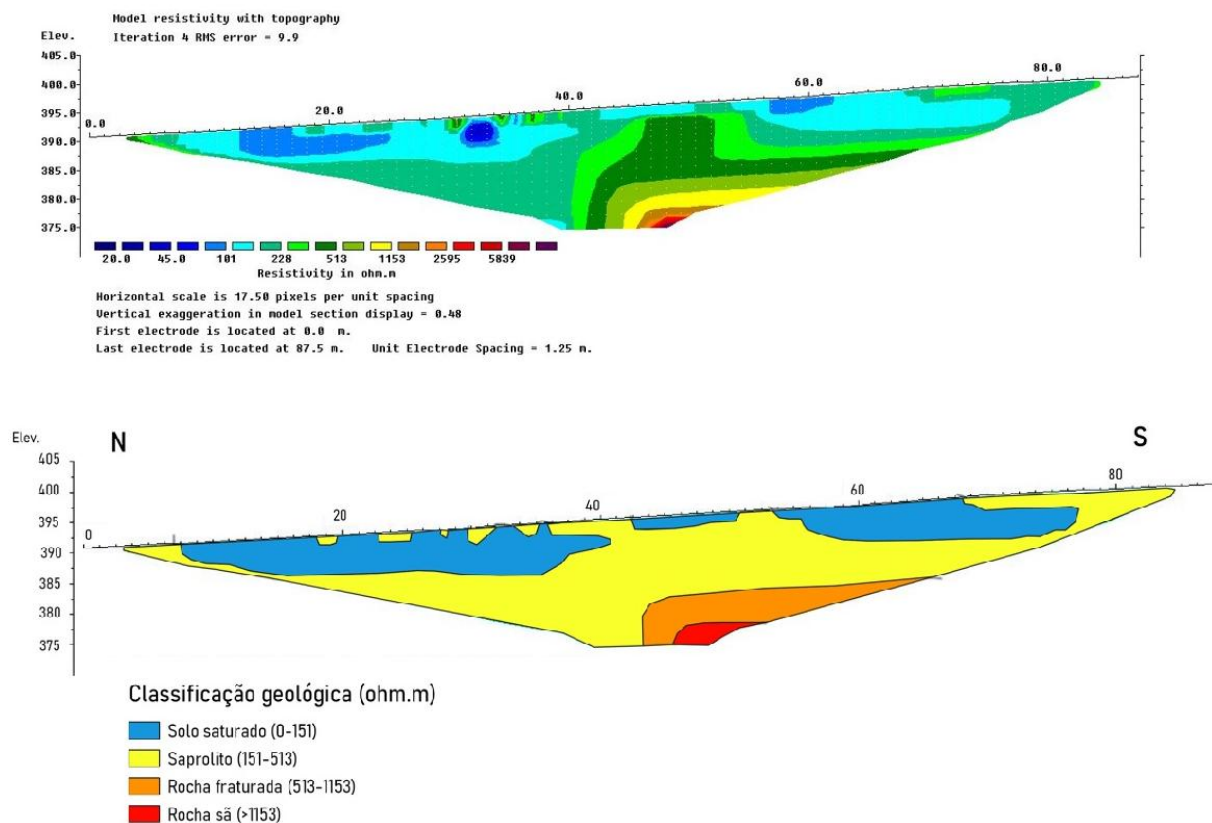 Model resistivity with topography
Iteration 4 RMS error = 9.9
Elev.
405.0
400.0
395.0
390.0
385.0
380.0
375.0
0.0 20.0 40.0 60.0 80.0
20.0 45.0 101 228 513 1153 2595 5839
Resistivity in ohm.m
Horizontal scale is 17.50 pixels per unit spacing
Vertical exaggeration in model section display = 0.48
First electrode is located at 0.0 m.
Last electrode is located at 87.5 m. Unit Electrode Spacing = 1.25 m.
Elev. N S
405
400
395
390
385
380
375
0 20 40 60 80
Classificação geológica (ohm.m)
Solo saturado (0-151)
Saprolito (151-513)
Rocha fraturada (513-1153)
Rocha sã (>1153)